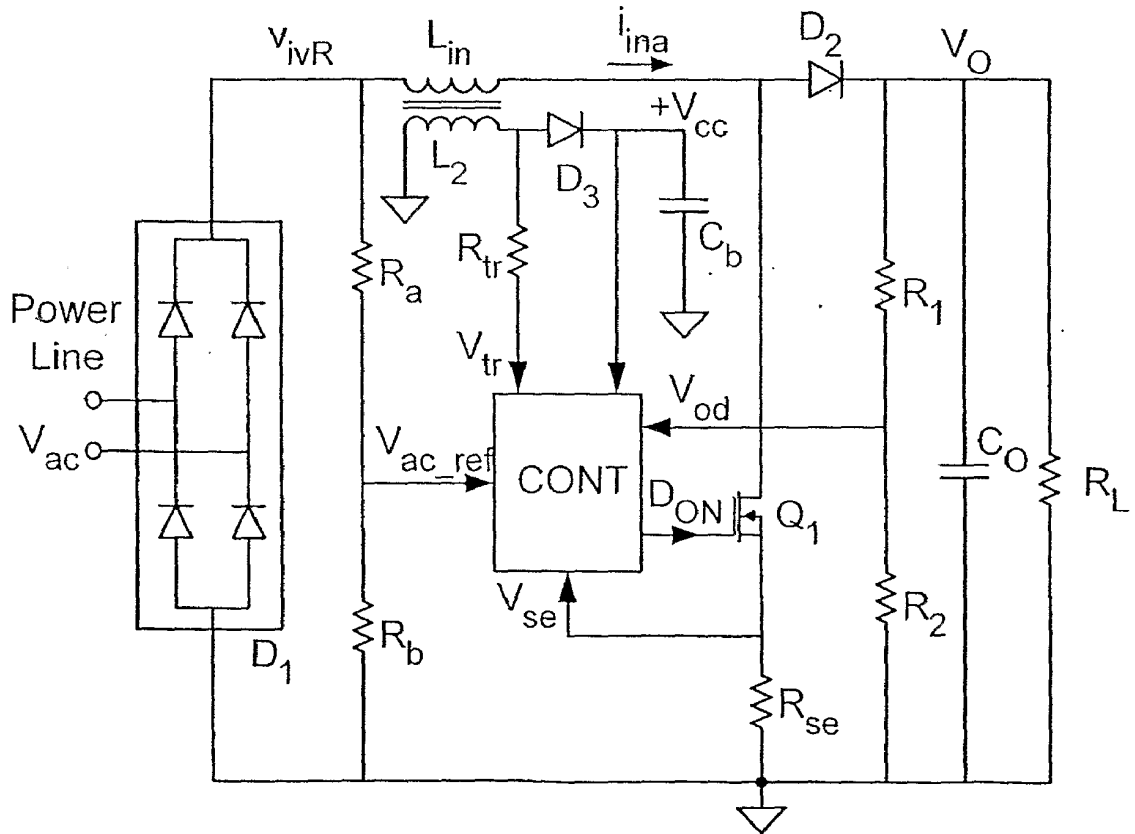 v_ivR
L_in
i_ina
D_2
V_O
+V_cc
L_2
D_3
C_b
R_tr
R_a
R_1
Power
Line
V_tr
V_od
V_ac
V_ac_ref
CONT
D_ON
Q_1
C_O
R_L
V_se
R_2
R_b
D_1
R_se